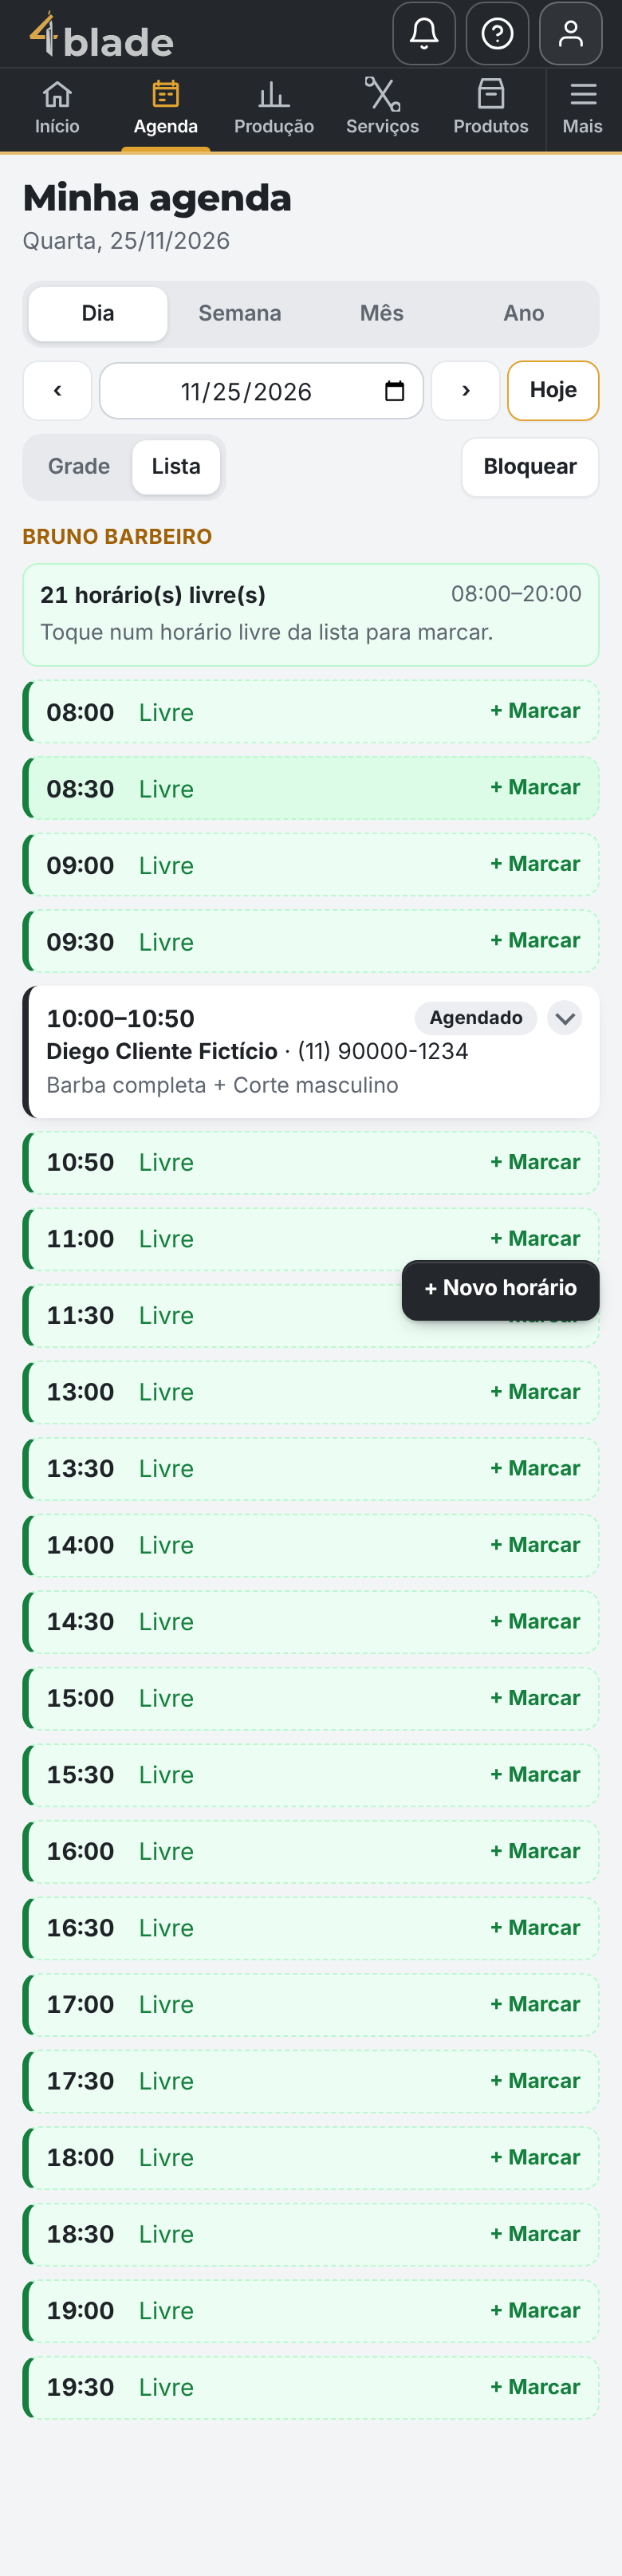 4blade
Início
Agenda
Produção
Serviços
Produtos
Mais
Minha agenda
Quarta, 25/11/2026
Dia Semana Mês Ano
‹ 11/25/2026 › Hoje
Grade Lista Bloquear
BRUNO BARBEIRO
21 horário(s) livre(s) 08:00–20:00
Toque num horário livre da lista para marcar.
08:00 Livre + Marcar
08:30 Livre + Marcar
09:00 Livre + Marcar
09:30 Livre + Marcar
10:00–10:50 Agendado
Diego Cliente Fictício · (11) 90000-1234
Barba completa + Corte masculino
10:50 Livre + Marcar
11:00 Livre + Marcar
+ Novo horário
11:30 Livre
13:00 Livre + Marcar
13:30 Livre + Marcar
14:00 Livre + Marcar
14:30 Livre + Marcar
15:00 Livre + Marcar
15:30 Livre + Marcar
16:00 Livre + Marcar
16:30 Livre + Marcar
17:00 Livre + Marcar
17:30 Livre + Marcar
18:00 Livre + Marcar
18:30 Livre + Marcar
19:00 Livre + Marcar
19:30 Livre + Marcar